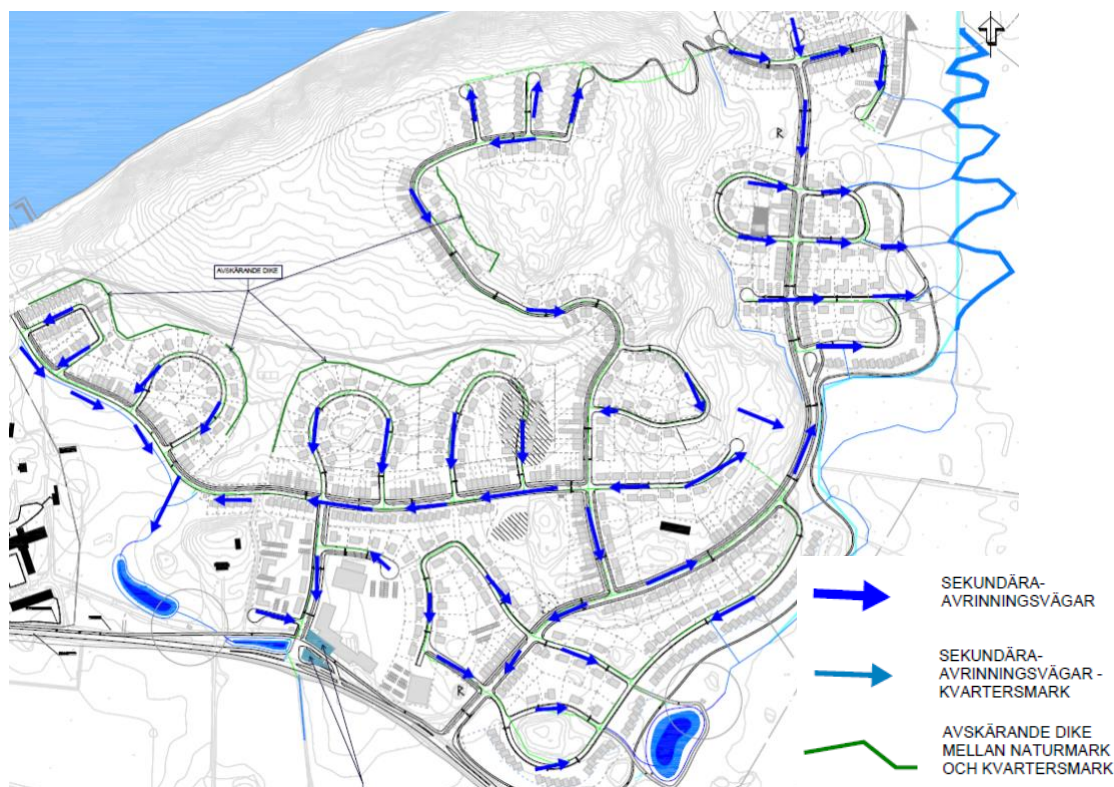 R
AVSKÄRANDE DIKE
R
SEKUNDÄRA-
AVRINNINGSVÄGAR
SEKUNDÄRA-
AVRINNINGSVÄGAR -
KVARTERSMARK
AVSKÄRANDE DIKE
MELLAN NATURMARK
OCH KVARTERSMARK